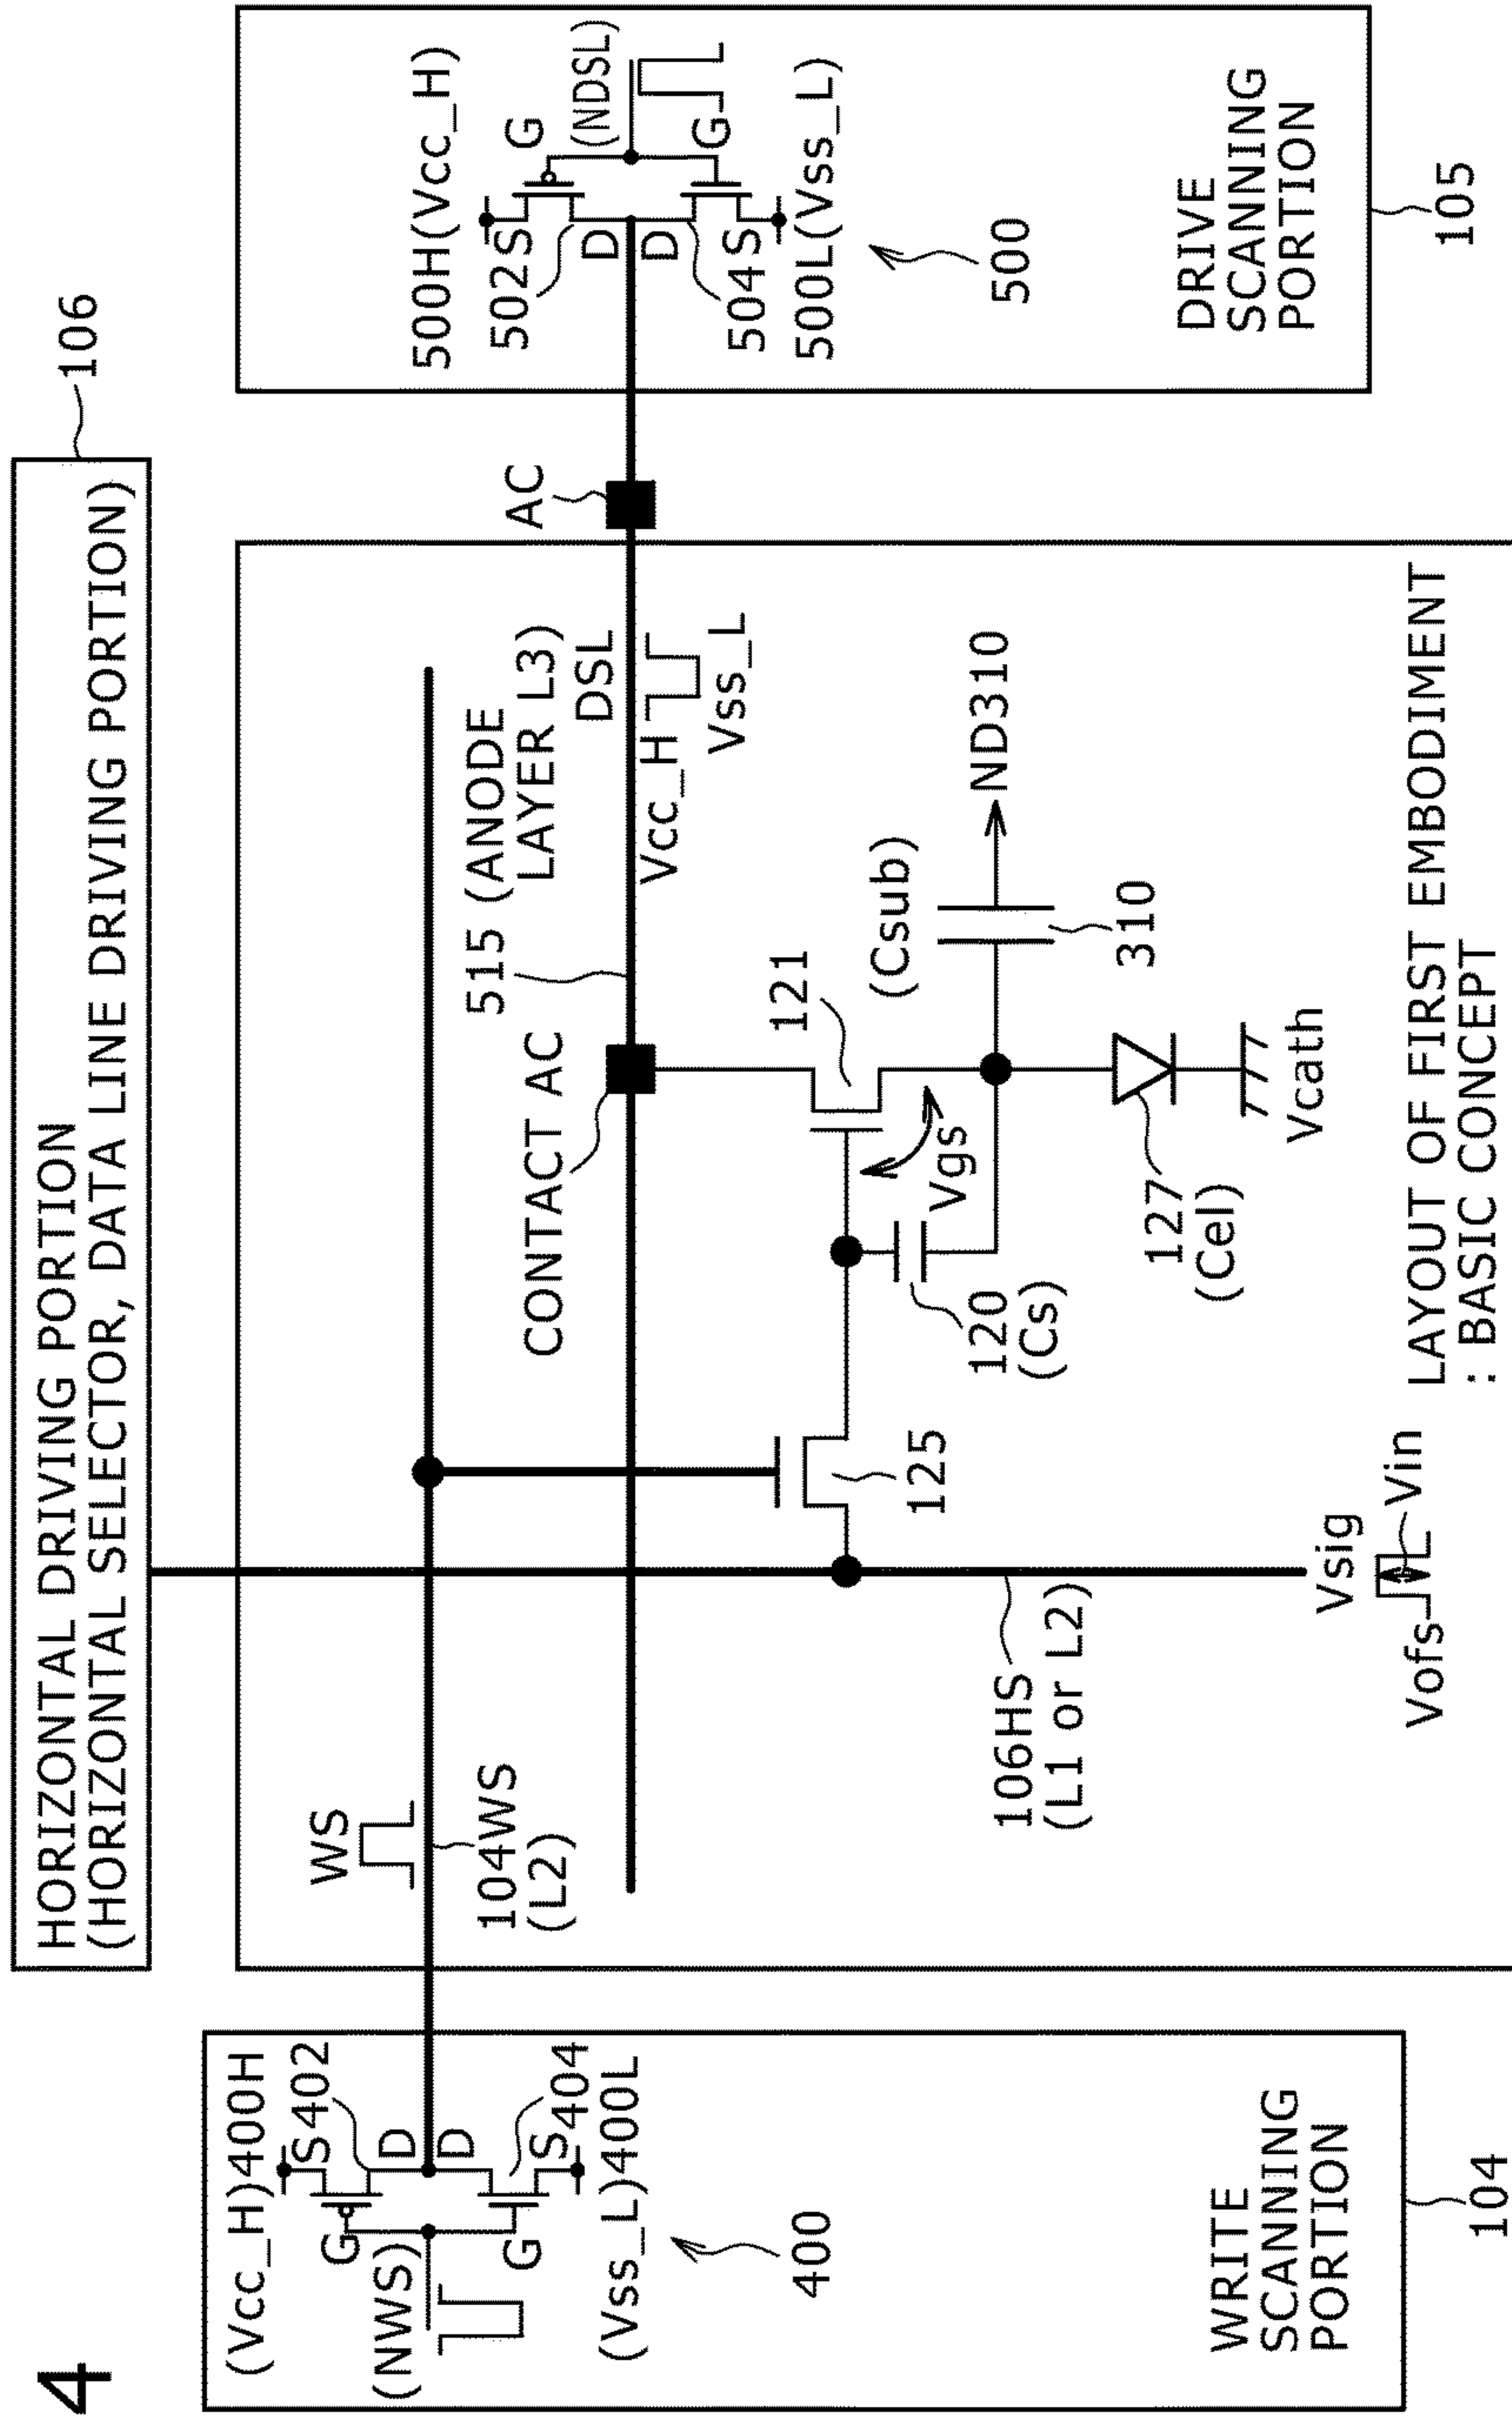 4
HORIZONTAL DRIVING PORTION
(HORIZONTAL SELECTOR, DATA LINE DRIVING PORTION)
106
(Vcc_H)400H
S402
G
D
(NWS)
D
G
S404
(Vss_L)400L
400
WRITE
SCANNING
PORTION
104
WS
104WS
(L2)
CONTACT AC
515 (ANODE
LAYER L3)
DSL
Vcc_H
Vss_L
AC
125
120
(Cs)
Vgs
121
(Csub)
310
ND310
127
(Cel)
Vcath
106HS
(L1 or L2)
Vsig
Vofs
Vin
LAYOUT OF FIRST EMBODIMENT
: BASIC CONCEPT
500H(Vcc_H)
502S
G
D
(NDSL)
D
G
504S
500L(Vss_L)
500
DRIVE
SCANNING
PORTION
105